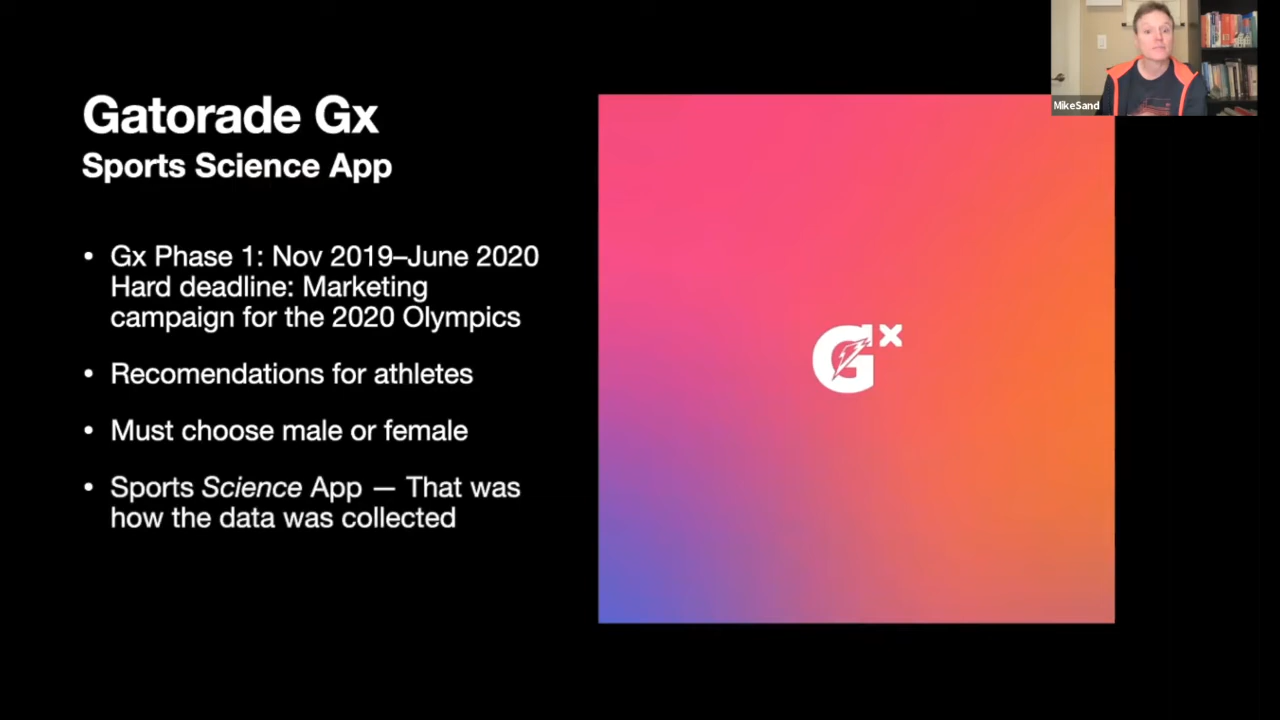 Gatorade Gx
Sports Science App
• Gx Phase 1: Nov 2019–June 2020
Hard deadline: Marketing
campaign for the 2020 Olympics
• Recomendations for athletes
• Must choose male or female
• Sports Science App — That was
how the data was collected
Gx
MikeSand